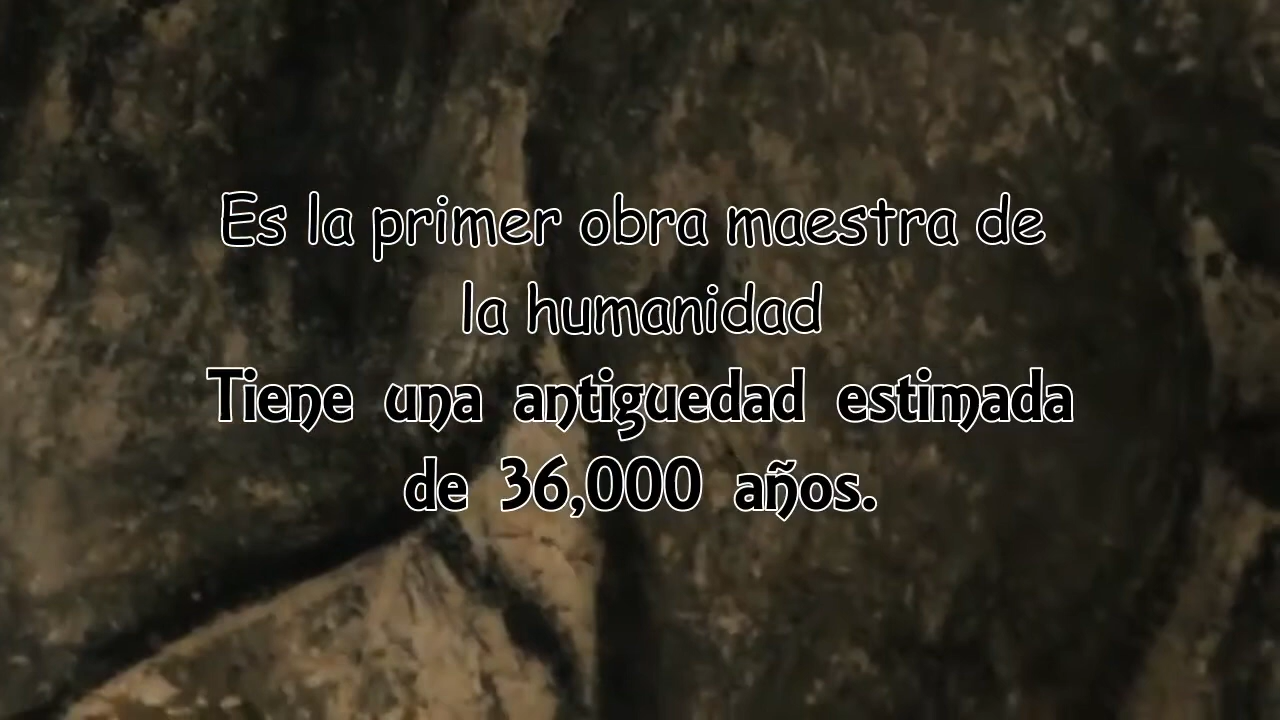 Es la primer obra maestra de
la humanidad
Tiene una antiguedad estimada
de 36,000 años.